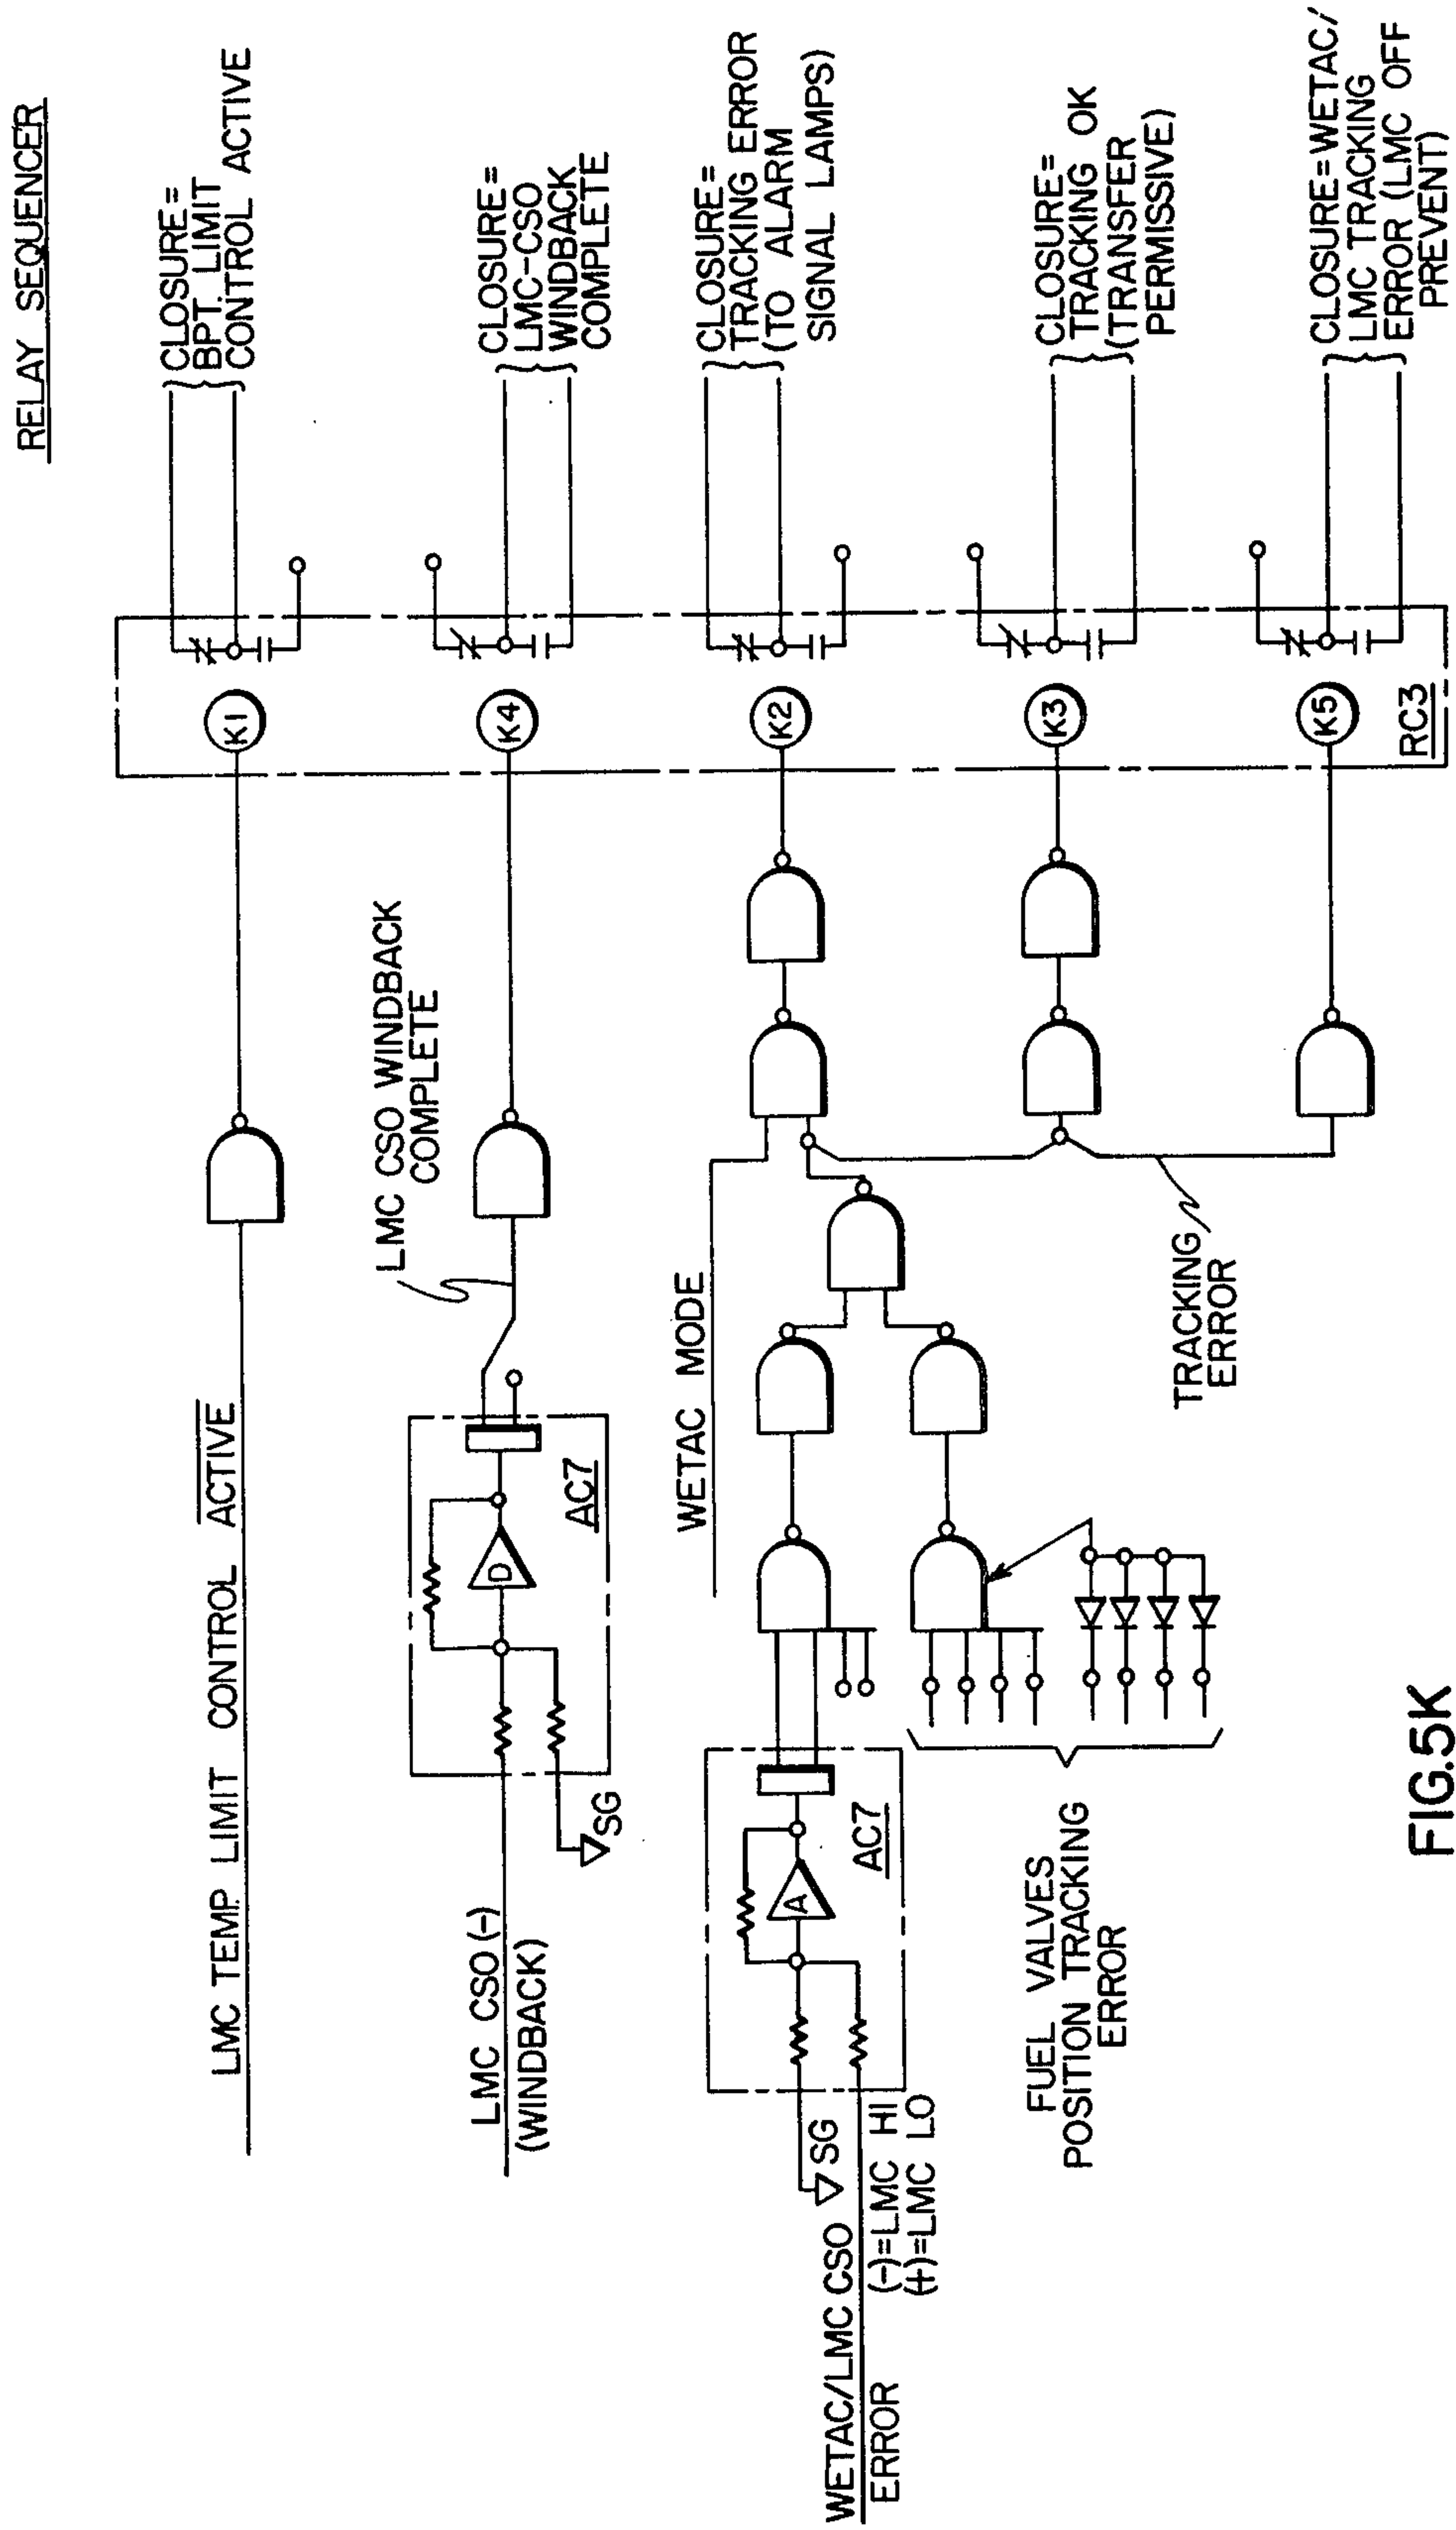 RELAY SEQUENCER
LMC TEMP. LIMIT CONTROL ACTIVE
K1
CLOSURE=
BPT. LIMIT
CONTROL ACTIVE
LMC CSO (-)
(WINDBACK)
SG
D
AC7
LMC CSO WINDBACK
COMPLETE
K4
CLOSURE=
LMC-CSO
WINDBACK
COMPLETE
WETAC MODE
K2
CLOSURE=
TRACKING ERROR
(TO ALARM
SIGNAL LAMPS)
WETAC/LMC CSO
ERROR
SG
(-)=LMC HI
(+)=LMC LO
A
AC7
FUEL VALVES
POSITION TRACKING
ERROR
TRACKING
ERROR
K3
CLOSURE=
TRACKING OK
(TRANSFER
PERMISSIVE)
K5
RC3
CLOSURE=WETAC/
LMC TRACKING
ERROR (LMC OFF
PREVENT)
FIG.5K